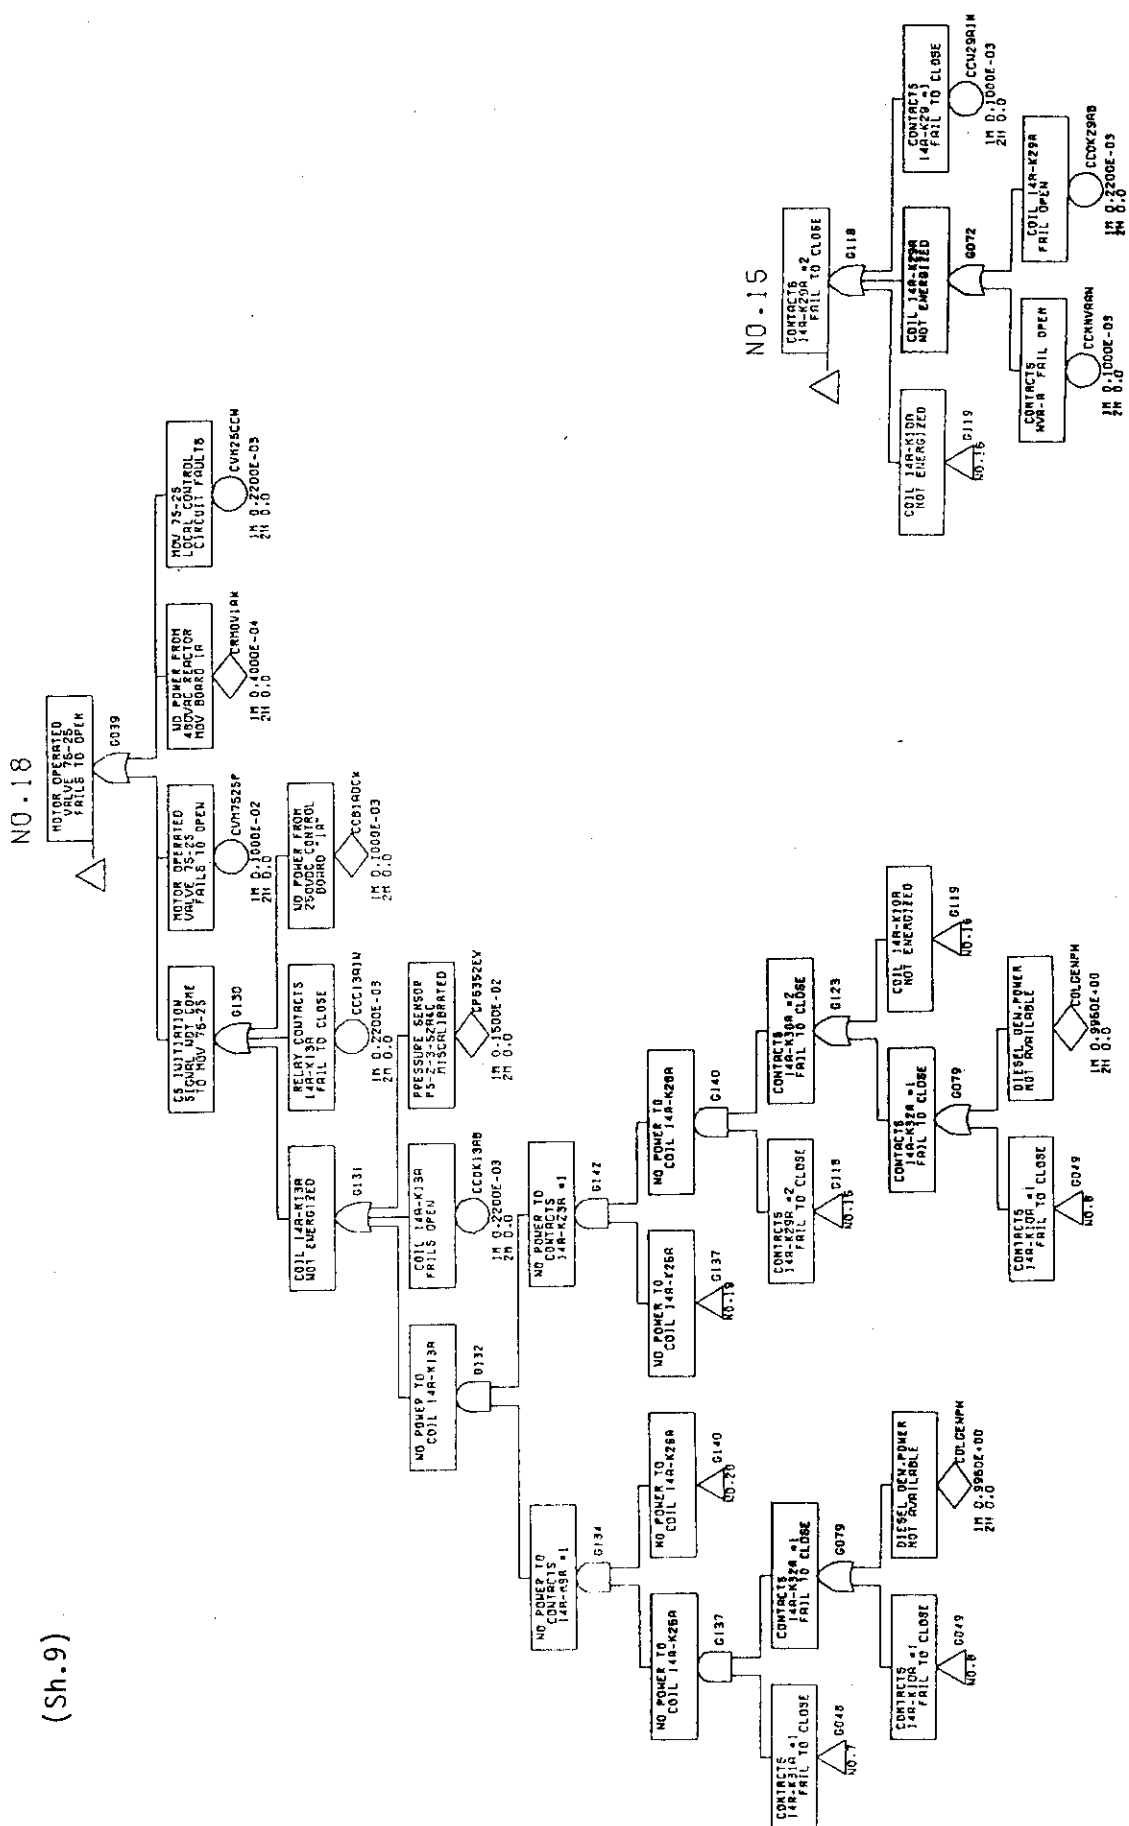 (Sh.9)
NO.18
MOTOR OPERATED
VALVE 75-25
FAILS TO OPEN
G039
CS INITIATION
SIGNAL NOT COME
TO MOV 75-25
G130
MOTOR OPERATED
VALVE 75-25
FAILS TO OPEN
CVM7525P
1M 0.1000E-02
2M 0.0
NO POWER FROM
480VAC REACTOR
MOV BOARD 1A
CRMOV1AW
1M 0.4000E-04
2M 0.0
MOV 75-25
LOCAL CONTROL
CIRCUIT FAULTS
CVM25CCW
1M 0.2200E-03
2M 0.0
COIL 14A-K13A
NOT ENERGIZED
G131
RELAY CONTACTS
14A-K13A
FAIL TO CLOSE
CCC13A1W
1M 0.2200E-03
2M 0.0
NO POWER FROM
250VDC CONTROL
BOARD "1A"
CCB1ADCW
1M 0.1000E-03
2M 0.0
NO POWER TO
COIL 14A-K13A
G132
COIL 14A-K13A
FAILS OPEN
CCOK13AB
1M 0.2200E-03
2M 0.0
PRESSURE SENSOR
PS-2-3-52A&C
MISCALIBRATED
CPS352EV
1M 0.1500E-02
2M 0.0
NO POWER TO
CONTACTS
14A-K9A #1
G134
NO POWER TO
CONTACTS
14A-K23A #1
G142
NO POWER TO
COIL 14A-K25A
G137
NO POWER TO
COIL 14A-K26A
G140
NO.20
NO POWER TO
COIL 14A-K25A
G137
NO.19
NO POWER TO
COIL 14A-K26A
G140
CONTACTS
14A-K31A #1
FAIL TO CLOSE
G048
NO.7
CONTACTS
14A-K32A #1
FAIL TO CLOSE
G079
CONTACTS
14A-K29A #2
FAIL TO CLOSE
G118
NO.15
CONTACTS
14A-K30A #2
FAIL TO CLOSE
G123
CONTACTS
14A-K10A #1
FAIL TO CLOSE
G049
NO.8
DIESEL GEN.POWER
NOT AVAILABLE
CDLGENPW
1M 0.9960E+00
2M 0.0
CONTACTS
14A-K32A #1
FAIL TO CLOSE
G079
COIL 14A-K10A
NOT ENERGIZED
G119
NO.16
CONTACTS
14A-K10A #1
FAIL TO CLOSE
G049
NO.8
DIESEL GEN.POWER
NOT AVAILABLE
CDLGENPW
1M 0.9960E+00
2M 0.0
NO.15
CONTACTS
14A-K29A #2
FAIL TO CLOSE
G118
COIL 14A-K10A
NOT ENERGIZED
G119
NO.16
COIL 14A-K29A
NOT ENERGIZED
G072
CONTACTS
14A-K29 #1
FAIL TO CLOSE
CCN29A1W
1M 0.1000E-03
2M 0.0
CONTACTS
NVA-A FAIL OPEN
CCNNVAAW
1M 0.1000E-03
2M 0.0
COIL 14A-K29A
FAIL OPEN
CCOK29AB
1M 0.2200E-03
2M 0.0